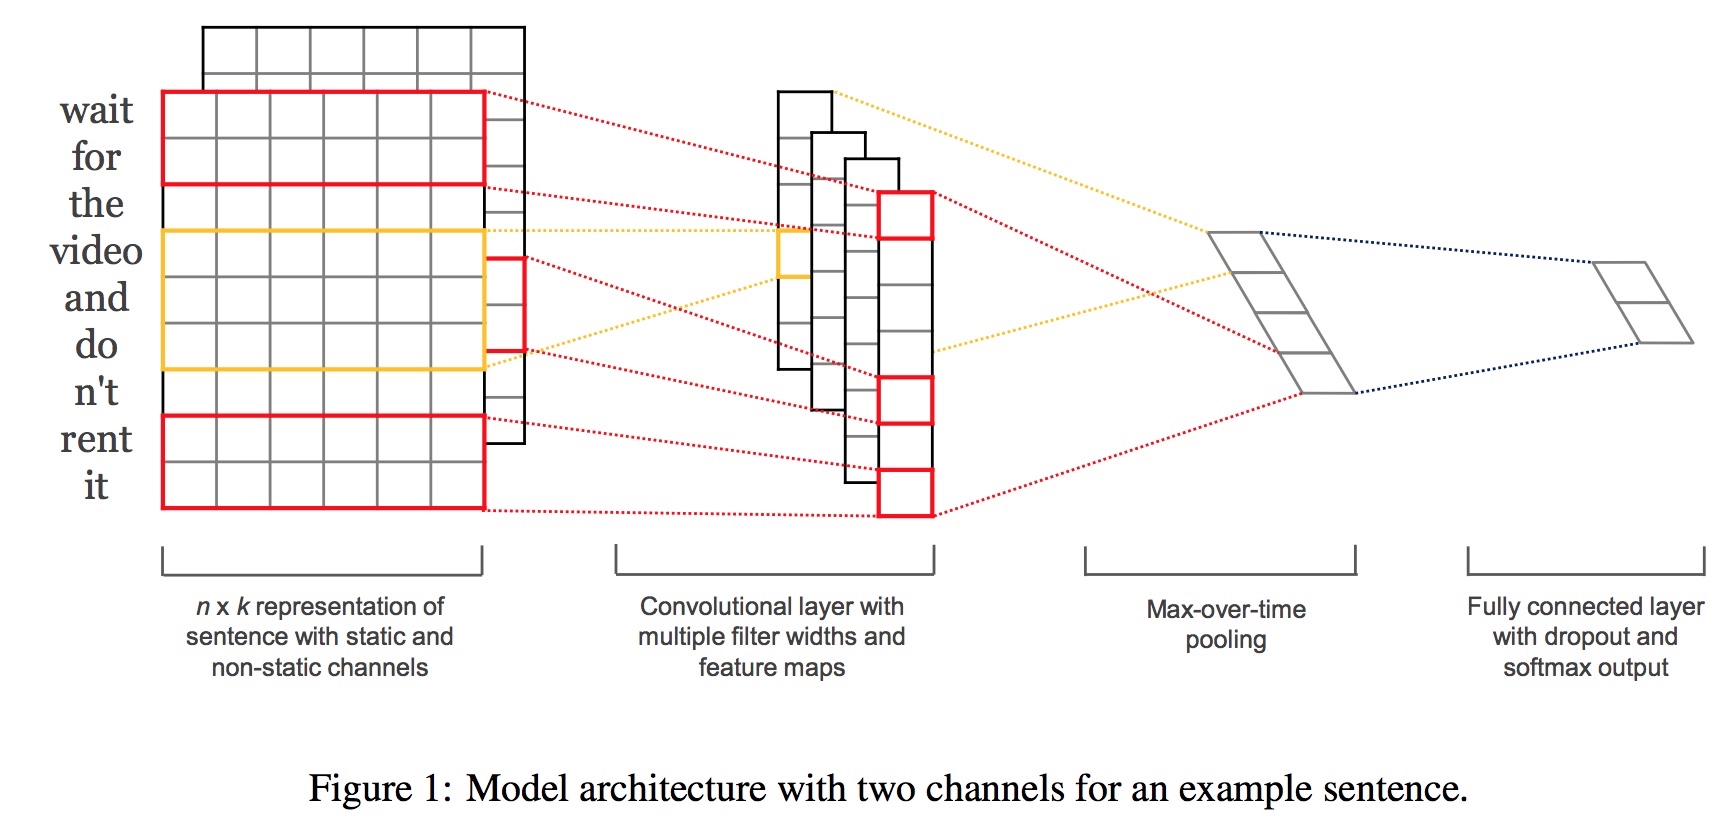 wait
for
the
video
and
do
n't
rent
it
n x k representation of
sentence with static and
non-static channels
Convolutional layer with
multiple filter widths and
feature maps
Max-over-time
pooling
Fully connected layer
with dropout and
softmax output
Figure 1: Model architecture with two channels for an example sentence.